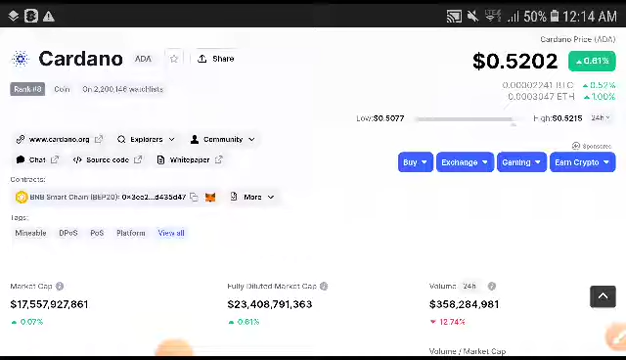 50% 12:14 AM
Cardano ADA Share
Rank #8 Coin On 2,200,146 watchlists
Cardano Price (ADA)
$0.5202 0.61%
0.00002241 BTC 0.52%
0.0003047 ETH 1.00%
Low: $0.5077 High: $0.5215 24h
www.cardano.org Explorers Community
Chat Source code Whitepaper
Sponsored
Buy Exchange Gaming Earn Crypto
Contracts:
BNB Smart Chain (BEP20): 0x3ee2...d435d47 More
Tags:
Mineable DPoS PoS Platform View all
Market Cap
$17,557,927,861
0.07%
Fully Diluted Market Cap
$23,408,791,363
0.61%
Volume 24h
$358,284,981
12.74%
Volume / Market Cap